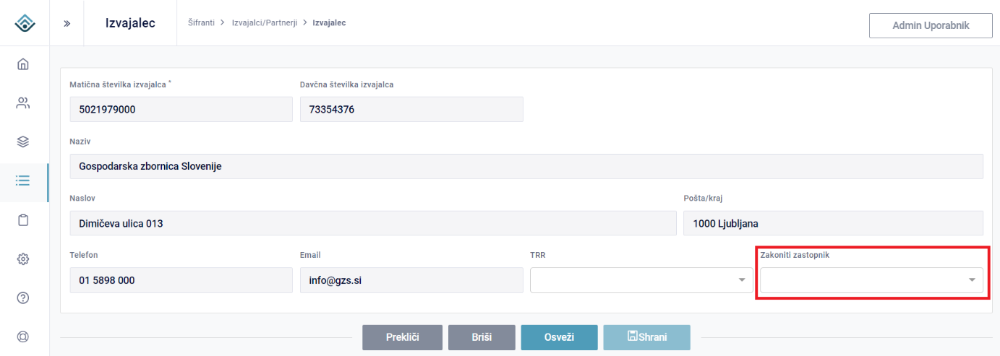 Izvajalec
Šifranti > Izvajalci/Partnerji > Izvajalec
Admin Uporabnik
Matična številka izvajalca *
Davčna številka izvajalca
5021979000
73354376
Naziv
Gospodarska zbornica Slovenije
Naslov
Pošta/kraj
Dimičeva ulica 013
1000 Ljubljana
Telefon
Email
TRR
Zakoniti zastopnik
01 5898 000
info@gzs.si
Prekliči
Briši
Osveži
Shrani